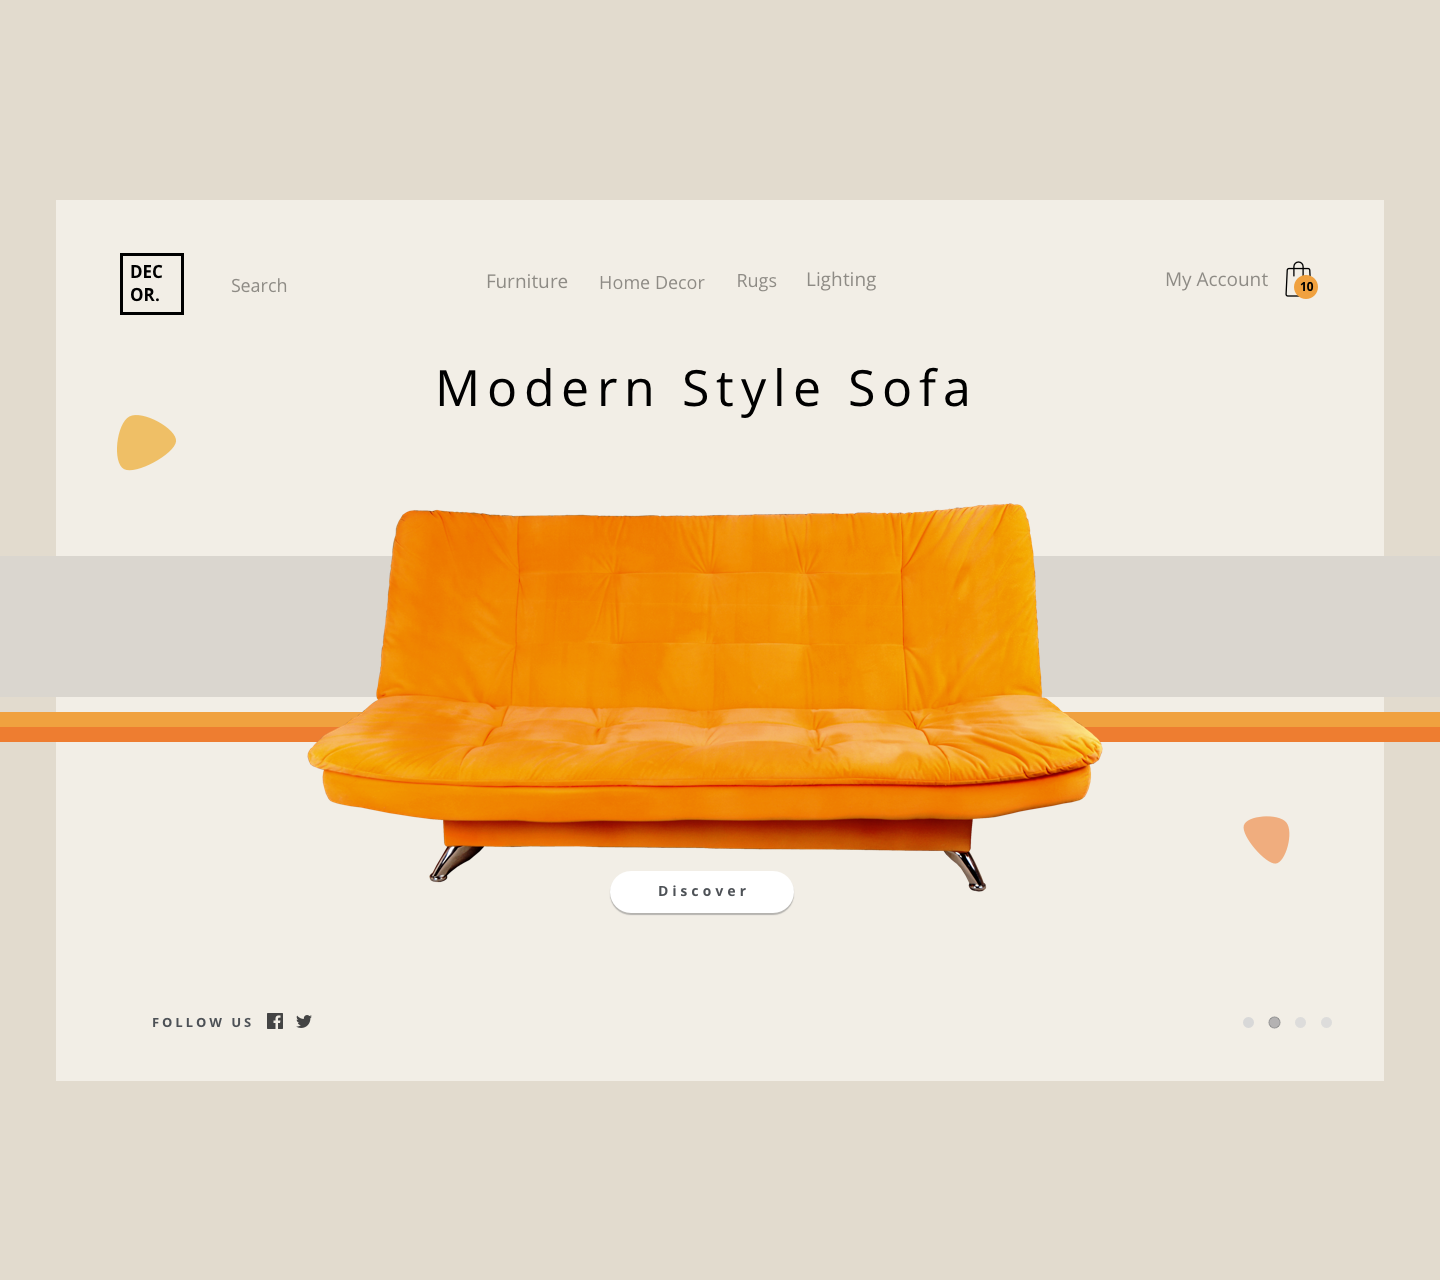 DEC
OR.
Search
Furniture
Home Decor
Rugs
Lighting
My Account
10
Modern Style Sofa
Discover
FOLLOW US